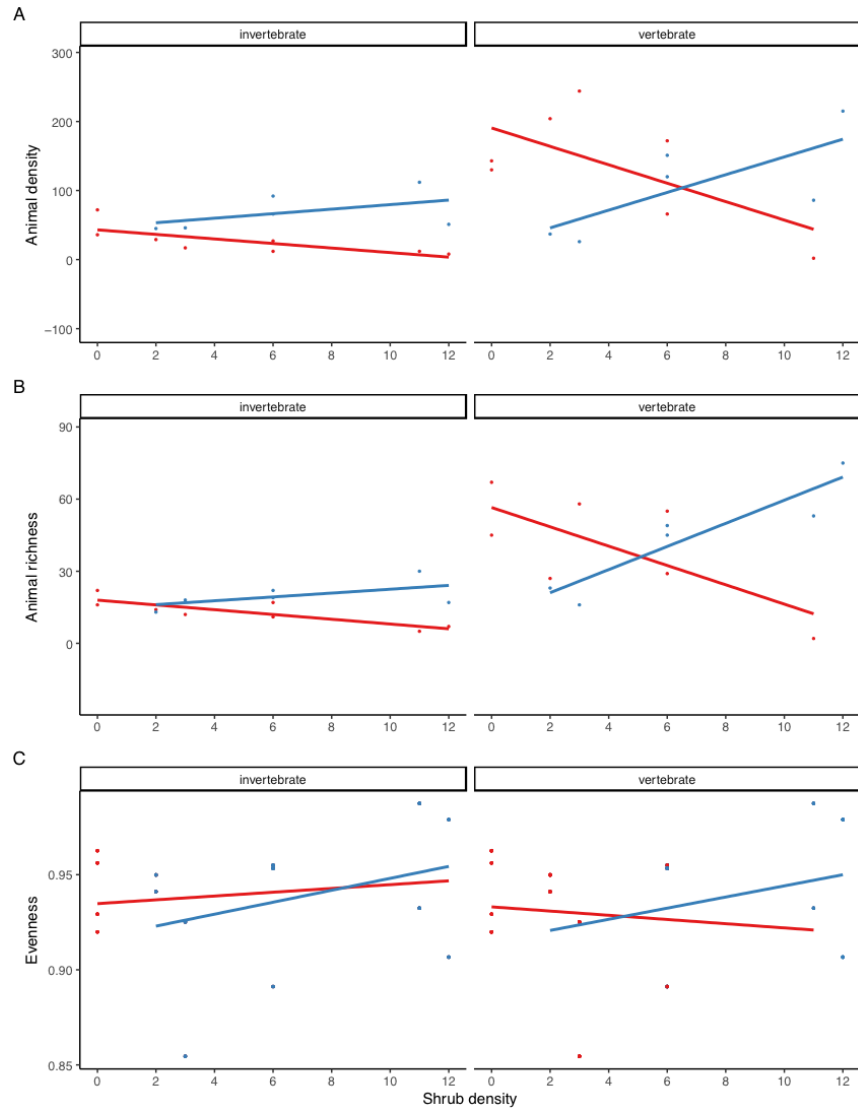 A
invertebrate
vertebrate
300
200
100
0
−100
Animal density
0 2 4 6 8 10 12
0 2 4 6 8 10 12
B
invertebrate
vertebrate
90
60
30
0
Animal richness
0 2 4 6 8 10 12
0 2 4 6 8 10 12
C
invertebrate
vertebrate
0.95
0.90
0.85
Evenness
0 2 4 6 8 10 12
0 2 4 6 8 10 12
Shrub density